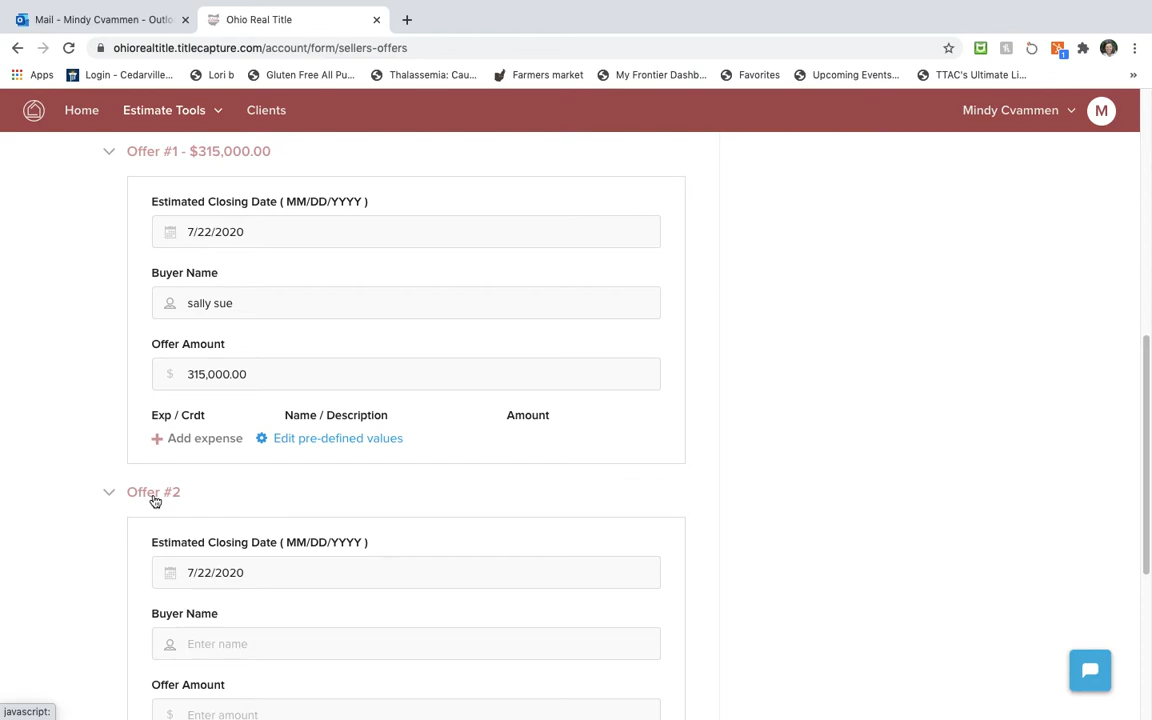 Mail - Mindy Cvammen - Outlo
Ohio Real Title
ohiorealtitle.titlecapture.com/account/form/sellers-offers
1
Apps
Login - Cedarville...
Lori b
Gluten Free All Pu...
Thalassemia: Cau...
Farmers market
My Frontier Dashb...
Favorites
Upcoming Events...
TTAC's Ultimate Li...
»
Home
Estimate Tools
Clients
Mindy Cvammen
M
Offer #1 - $315,000.00
Estimated Closing Date ( MM/DD/YYYY )
7/22/2020
Buyer Name
sally sue
Offer Amount
$ 315,000.00
Exp / Crdt Name / Description Amount
+ Add expense Edit pre-defined values
Offer #2
Estimated Closing Date ( MM/DD/YYYY )
7/22/2020
Buyer Name
Enter name
Offer Amount
$ Enter amount
javascript: